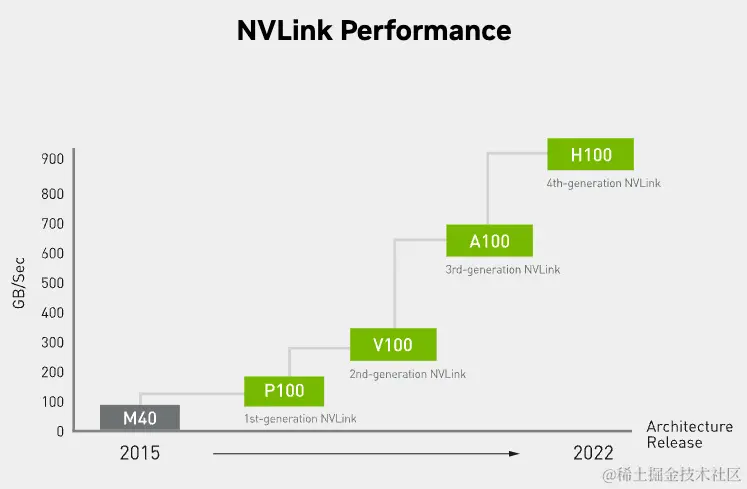 NVLink Performance
900
800
700
600
500
400
300
200
100
0
GB/Sec
M40
P100
1st-generation NVLink
V100
2nd-generation NVLink
A100
3rd-generation NVLink
H100
4th-generation NVLink
2015
2022
Architecture
Release
@稀土掘金技术社区